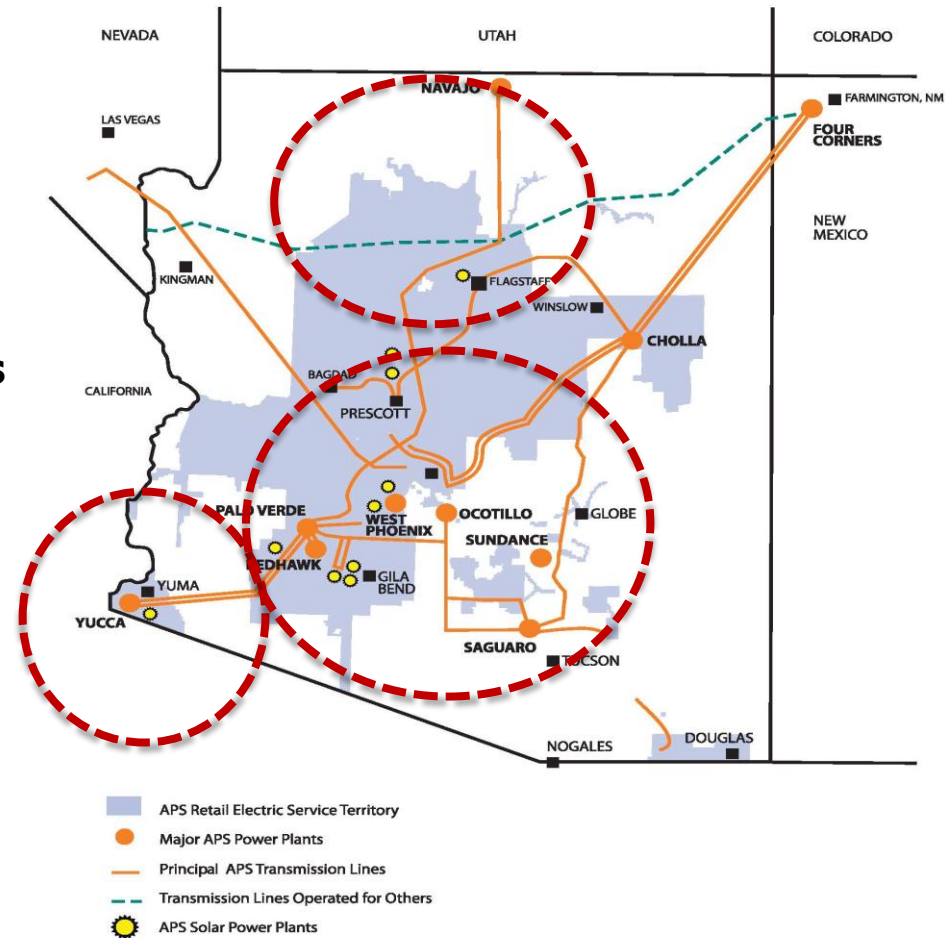 NEVADA
UTAH
COLORADO
NAVAJO
FARMINGTON, NM
LAS VEGAS
FOUR
CORNERS
NEW
MEXICO
KINGMAN
FLAGSTAFF
WINSLOW
CHOLLA
s
BAGDAD
CALIFORNIA
PRESCOTT
PALO VERDE
WEST
PHOENIX
OCOTILLO
GLOBE
SUNDANCE
REDHAWK
GILA
BEND
YUMA
YUCCA
SAGUARO
TUCSON
NOGALES
DOUGLAS
APS Retail Electric Service Territory
Major APS Power Plants
Principal APS Transmission Lines
Transmission Lines Operated for Others
APS Solar Power Plants